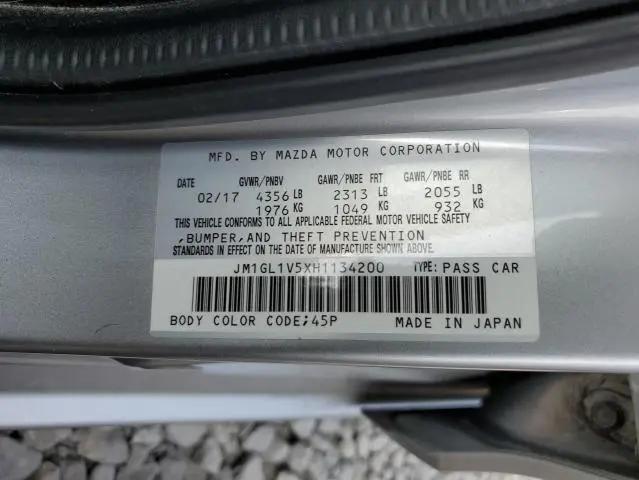 MFD. BY MAZDA MOTOR CORPORATION
DATE GVWR/PNBV GAWR/PNBE FRT GAWR/PNBE RR
02/17 4356 LB 2313 LB 2055 LB
1976 KG 1049 KG 932 KG
THIS VEHICLE CONFORMS TO ALL APPLICABLE FEDERAL MOTOR VEHICLE SAFETY
,BUMPER,AND THEFT PREVENTION
STANDARDS IN EFFECT ON THE DATE OF MANUFACTURE SHOWN ABOVE.
JM1GL1V5XH1134200 TYPE: PASS CAR
BODY COLOR CODE;45P MADE IN JAPAN